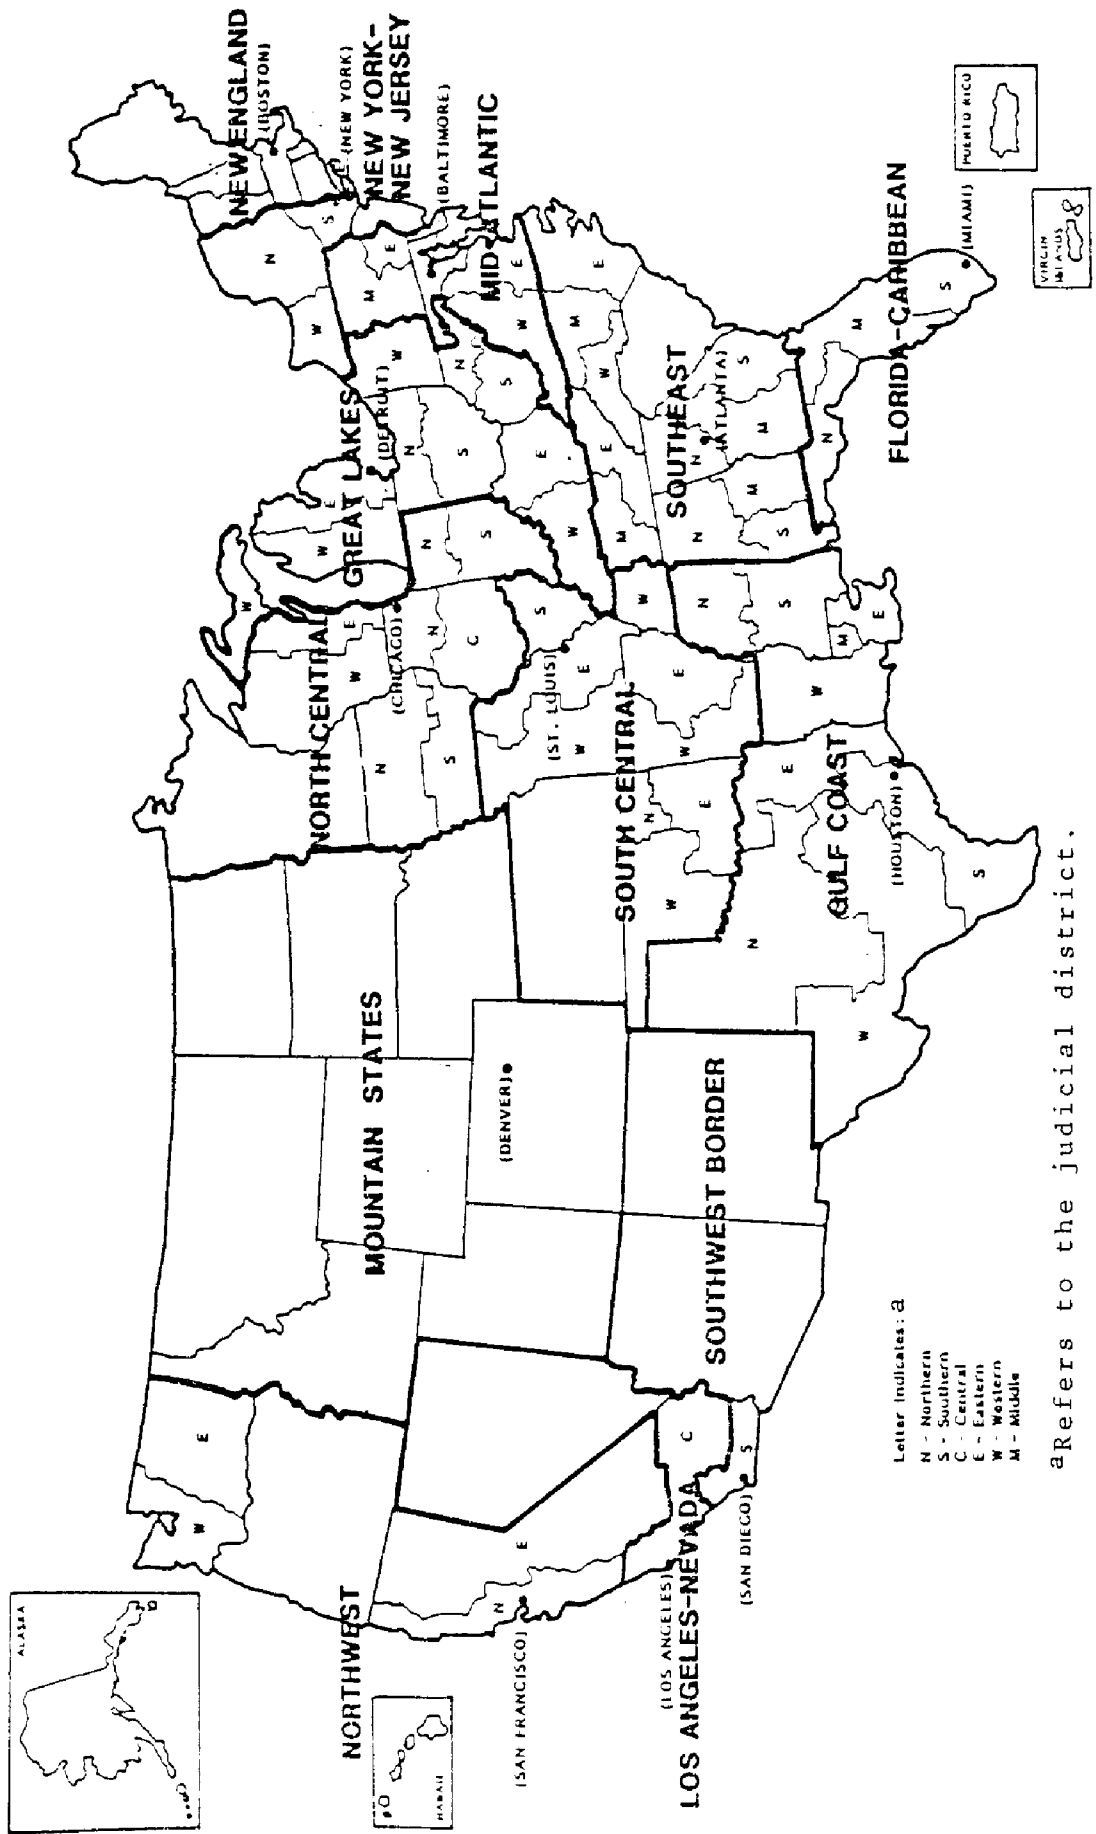 ALASKA
HAWAII
NORTHWEST
(SAN FRANCISCO)
E
W
N
E
(LOS ANGELES)
LOS ANGELES-NEVADA
C
S
(SAN DIEGO)
MOUNTAIN STATES
(DENVER)
SOUTHWEST BORDER
NORTH CENTRAL
(CHICAGO)
W
E
N
S
N
C
SOUTH CENTRAL
(ST. LOUIS)
W
E
S
W
E
N
E
W
W
GULF COAST
(HOUSTON)
N
E
W
S
W
M
E
N
S
GREAT LAKES
(DETROIT)
W
W
E
N
S
N
S
E
W
W
N
S
SOUTHEAST
(ATLANTA)
M
E
W
M
E
N
M
S
N
M
S
S
FLORIDA-CARIBBEAN
(MIAMI)
N
M
S
PUERTO RICO
VIRGIN
ISLANDS
NEW ENGLAND
(BOSTON)
NEW YORK-
NEW JERSEY
(NEW YORK)
N
W
S
E
MID-ATLANTIC
(BALTIMORE)
M
E
W
E
Letter Indicates: a
N - Northern
S - Southern
C - Central
E - Eastern
W - Western
M - Middle
aRefers to the judicial district.